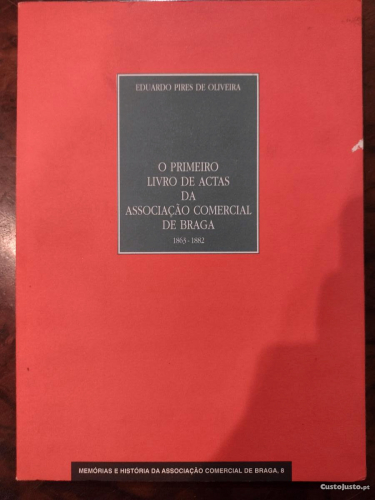 EDUARDO PIRES DE OLIVEIRA
O PRIMEIRO
LIVRO DE ACTAS
DA
ASSOCIAÇÃO COMERCIAL
DE BRAGA
1863-1882
MEMÓRIAS E HISTÓRIA DA ASSOCIAÇÃO COMERCIAL DE BRAGA, 8
CustoJusto.pt